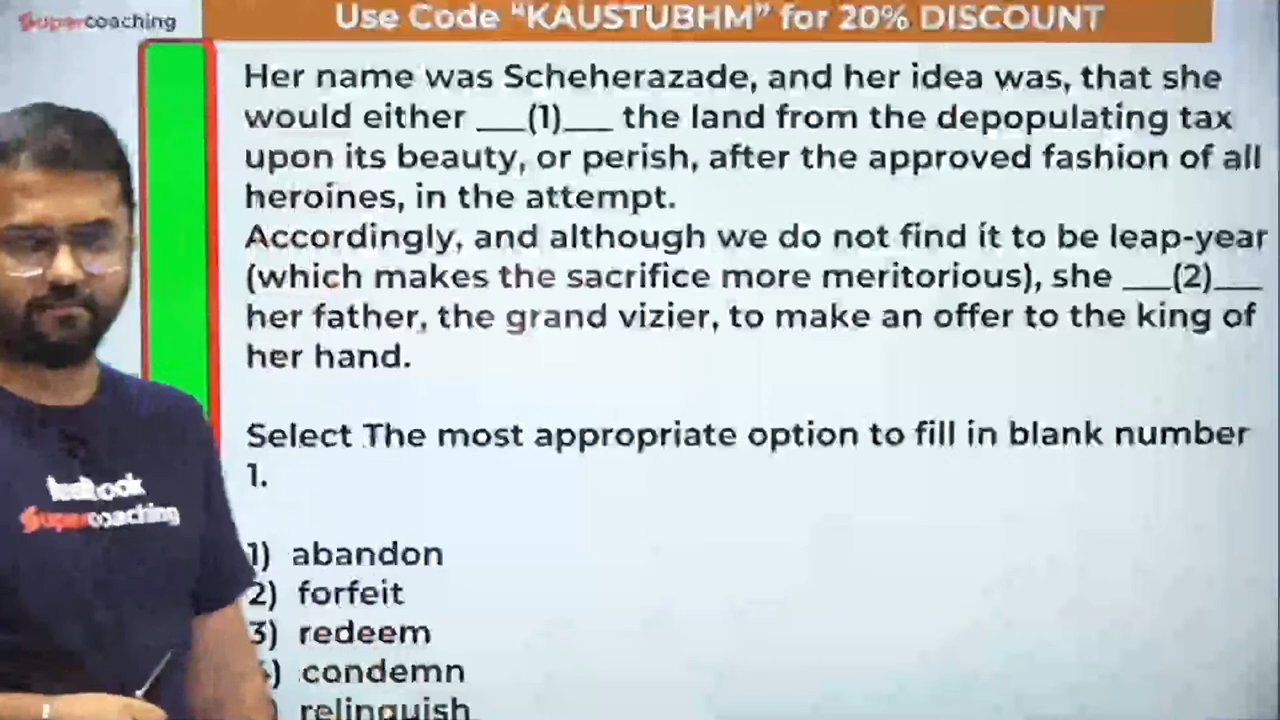 Supercoaching
Use Code “KAUSTUBHM” for 20% DISCOUNT
Her name was Scheherazade, and her idea was, that she
would either ___(1)___ the land from the depopulating tax
upon its beauty, or perish, after the approved fashion of all
heroines, in the attempt.
Accordingly, and although we do not find it to be leap-year
(which makes the sacrifice more meritorious), she ___(2)___
her father, the grand vizier, to make an offer to the king of
her hand.
Select The most appropriate option to fill in blank number
1.
1) abandon
2) forfeit
3) redeem
) condemn
relinquish
testbook
Supercoaching